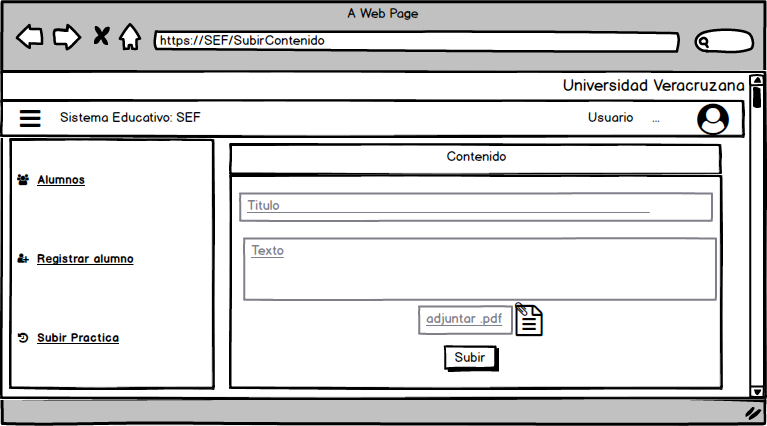 A Web Page
https://SEF/SubirContenido
Universidad Veracruzana
Sistema Educativo: SEF
Usuario ...
Alumnos
Registrar alumno
Subir Practica
Contenido
Titulo
Texto
adjuntar .pdf
Subir